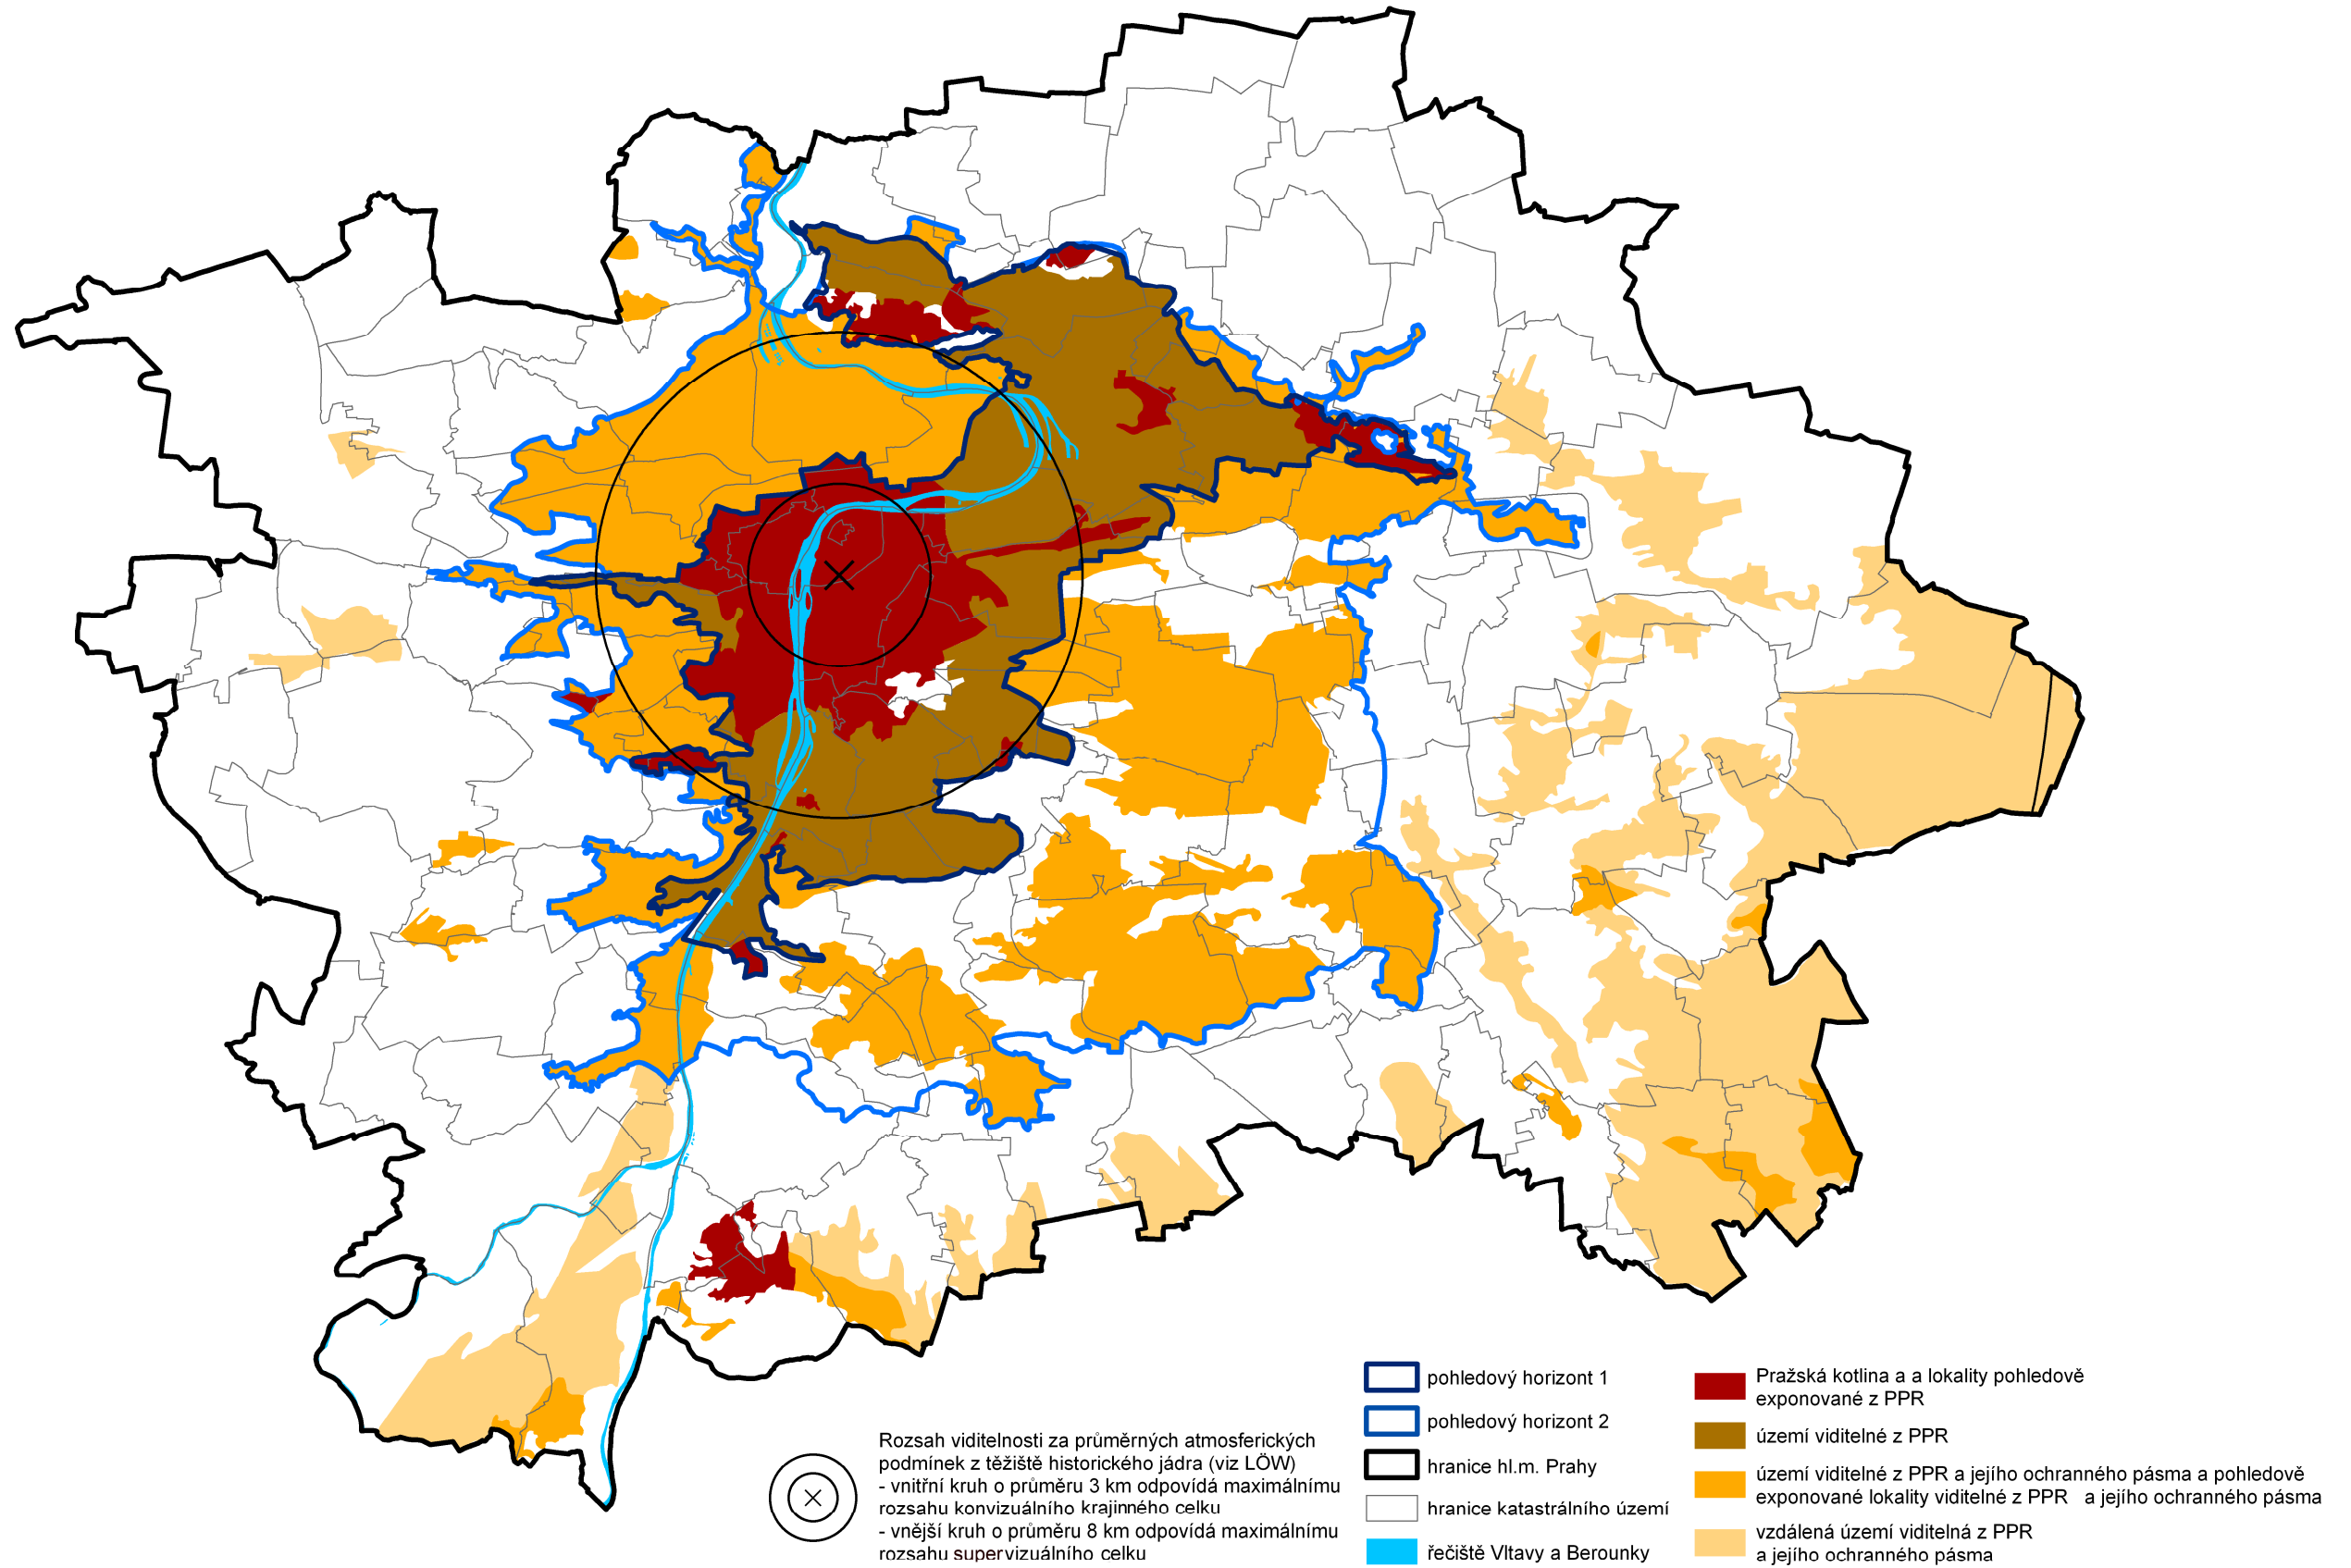 Rozsah viditelnosti za průměrných atmosferických
podmínek z těžiště historického jádra (viz LÖW)
- vnitřní kruh o průměru 3 km odpovídá maximálnímu
rozsahu konvizuálního krajinného celku
- vnější kruh o průměru 8 km odpovídá maximálnímu
rozsahu supervizuálního celku
pohledový horizont 1
pohledový horizont 2
hranice hl.m. Prahy
hranice katastrálního území
řečiště Vltavy a Berounky
Pražská kotlina a a lokality pohledově
exponované z PPR
území viditelné z PPR
území viditelné z PPR a jejího ochranného pásma a pohledově
exponované lokality viditelné z PPR a jejího ochranného pásma
vzdálená území viditelná z PPR
a jejího ochranného pásma